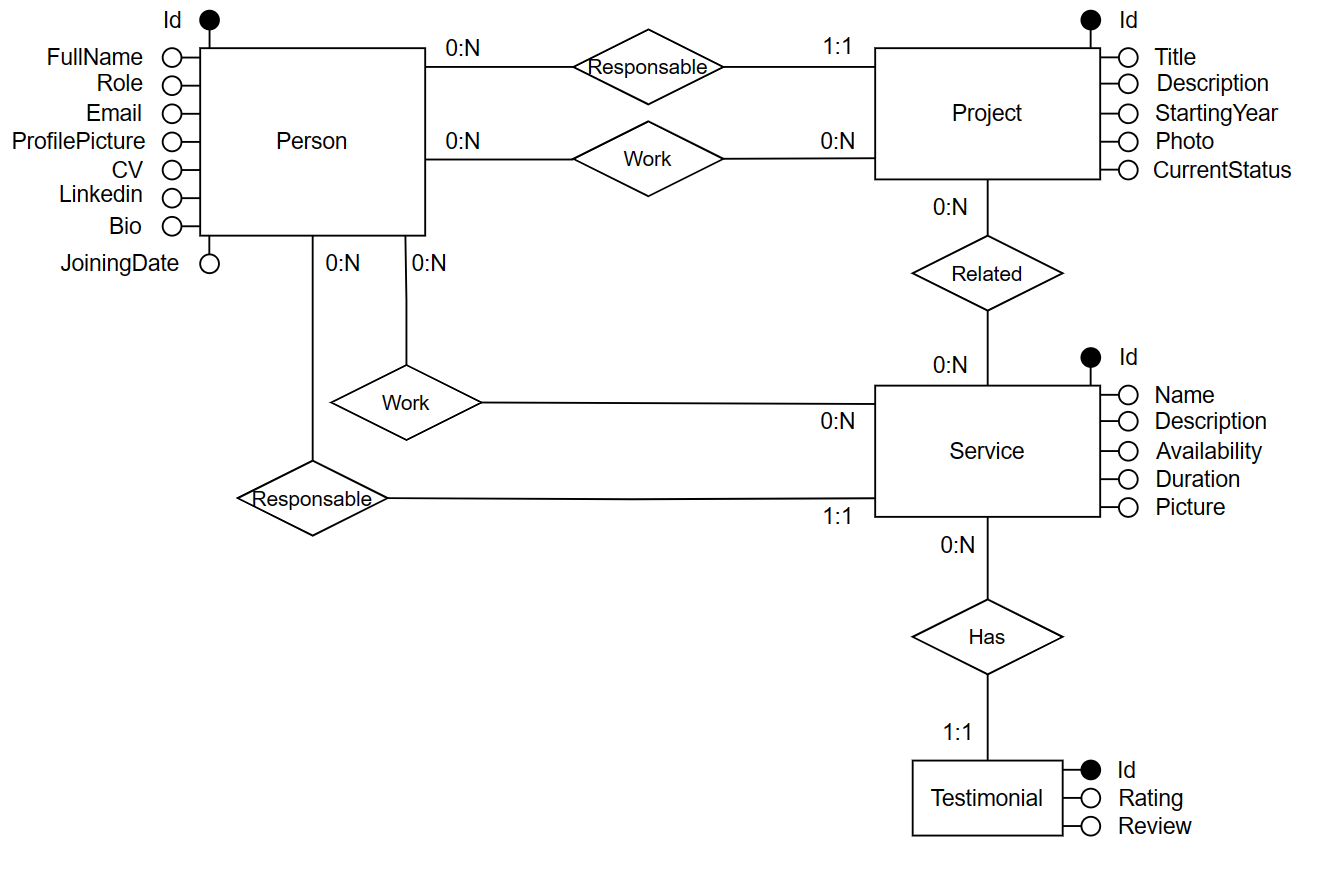 Id
FullName
Role
Email
ProfilePicture
CV
Linkedin
Bio
JoiningDate
Person
0:N
Responsable
1:1
0:N
Work
0:N
Id
Title
Description
StartingYear
Photo
CurrentStatus
Project
0:N
Related
0:N
0:N
0:N
Work
0:N
Responsable
1:1
Id
Name
Description
Availability
Duration
Picture
Service
0:N
Has
1:1
Testimonial
Id
Rating
Review